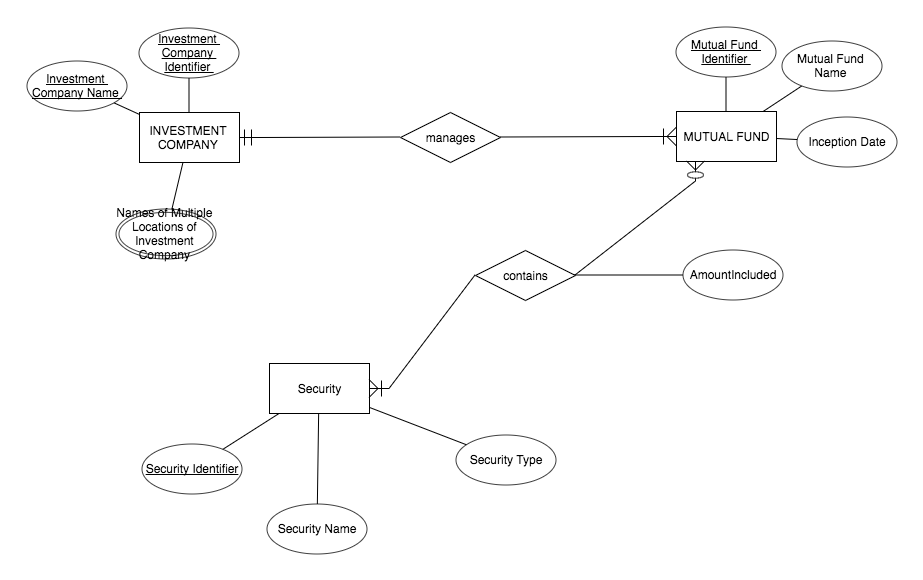 Investment
Company
Identifier
Investment
Company Name
Mutual Fund
Identifier
Mutual Fund
Name
INVESTMENT
COMPANY
manages
MUTUAL FUND
Inception Date
Names of Multiple
Locations of
Investment
Company
contains
AmountIncluded
Security
Security Identifier
Security Type
Security Name